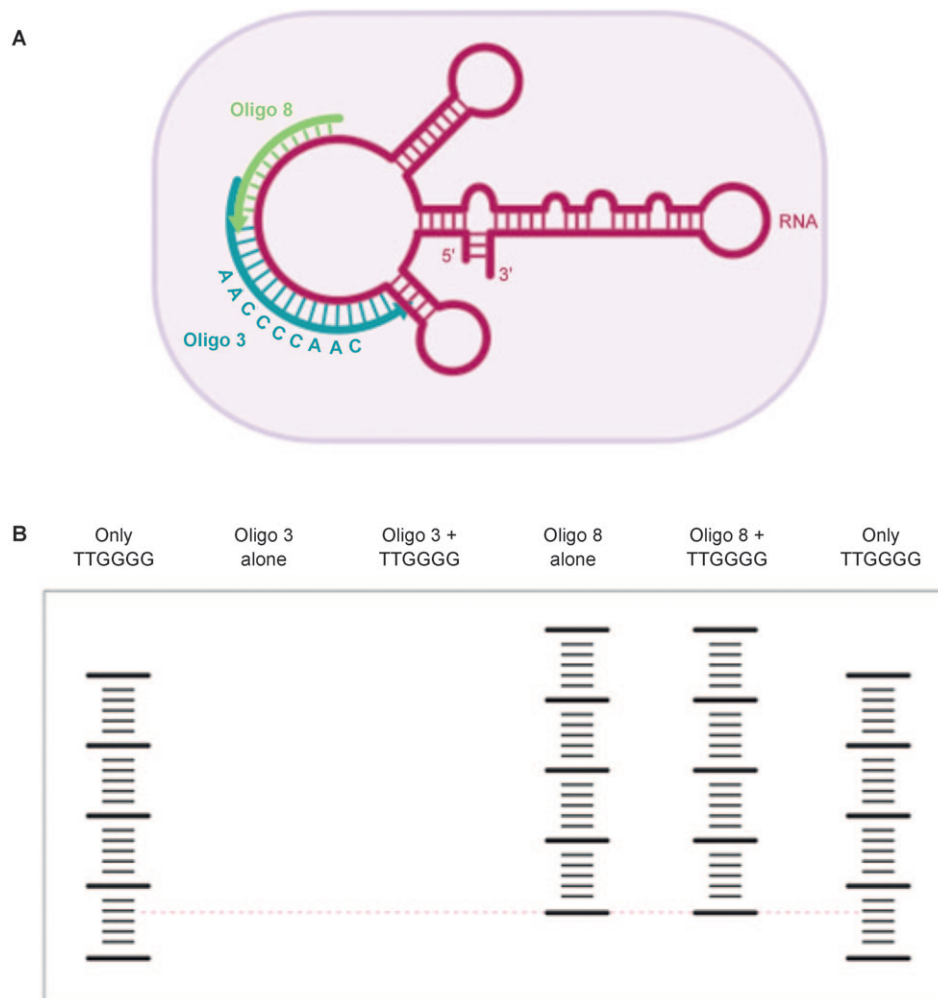 A
Oligo 8
RNA
5'
3'
AACCCCAAC
Oligo 3
B
Only
TTGGGG
Oligo 3
alone
Oligo 3 +
TTGGGG
Oligo 8
alone
Oligo 8 +
TTGGGG
Only
TTGGGG